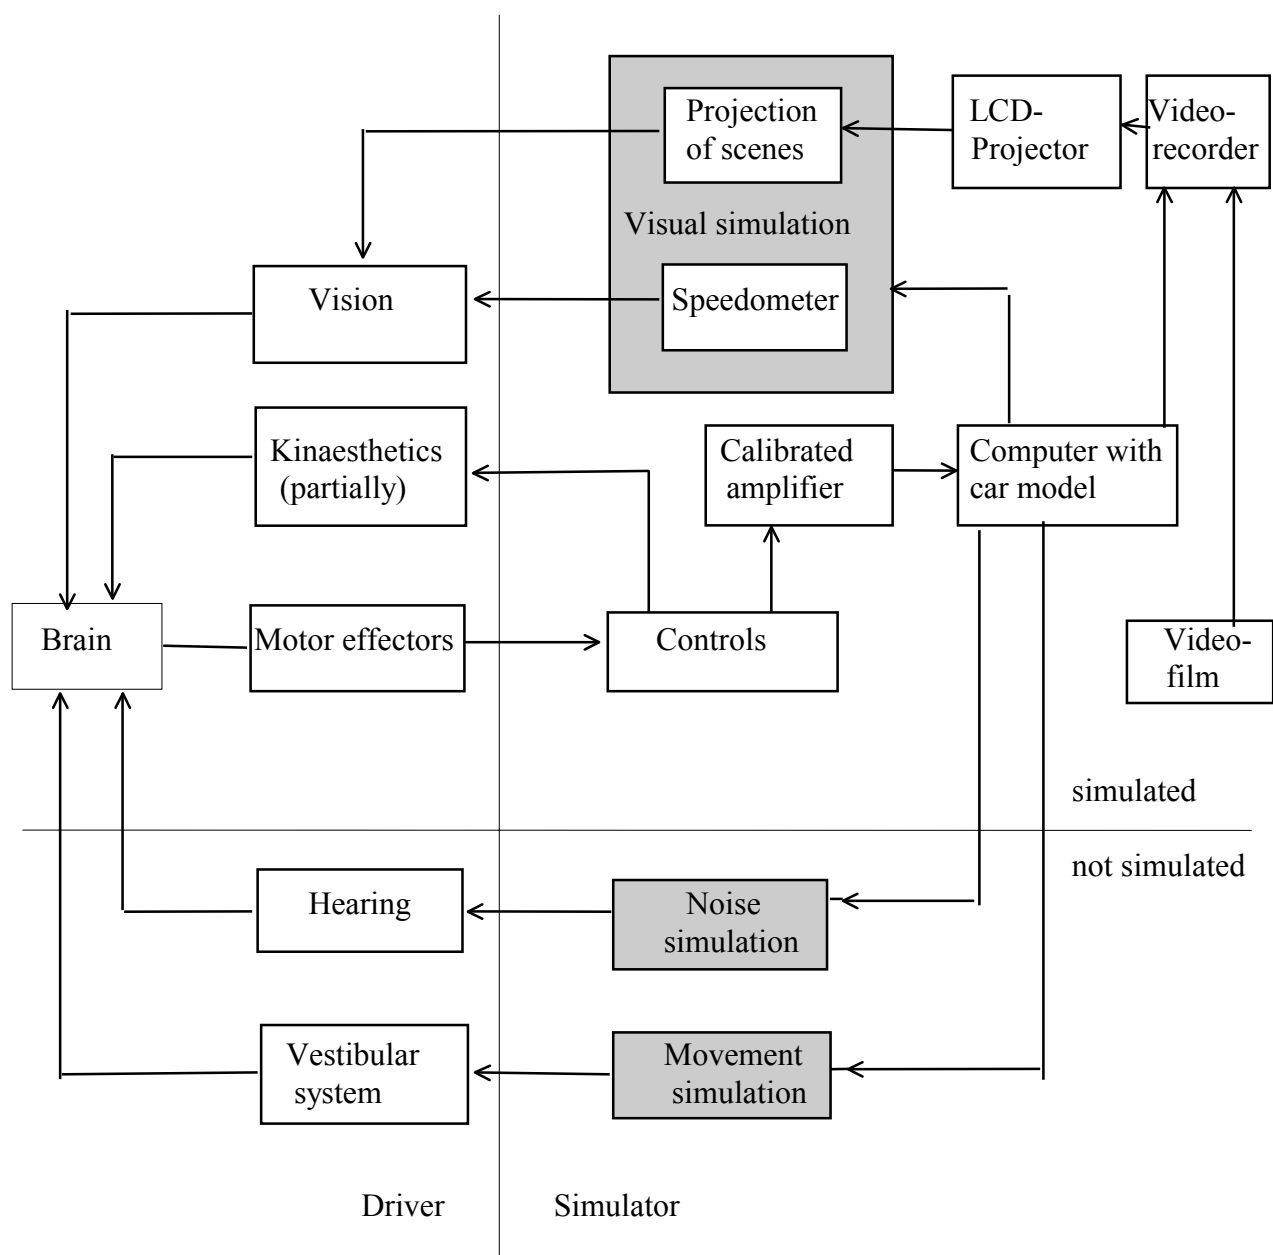 Projection
of scenes
LCD-
Projector
Video-
recorder
Visual simulation
Vision
Speedometer
Kinaesthetics
(partially)
Calibrated
amplifier
Computer with
car model
Brain
Motor effectors
Controls
Video-
film
simulated
not simulated
Hearing
Noise
simulation
Vestibular
system
Movement
simulation
Driver
Simulator